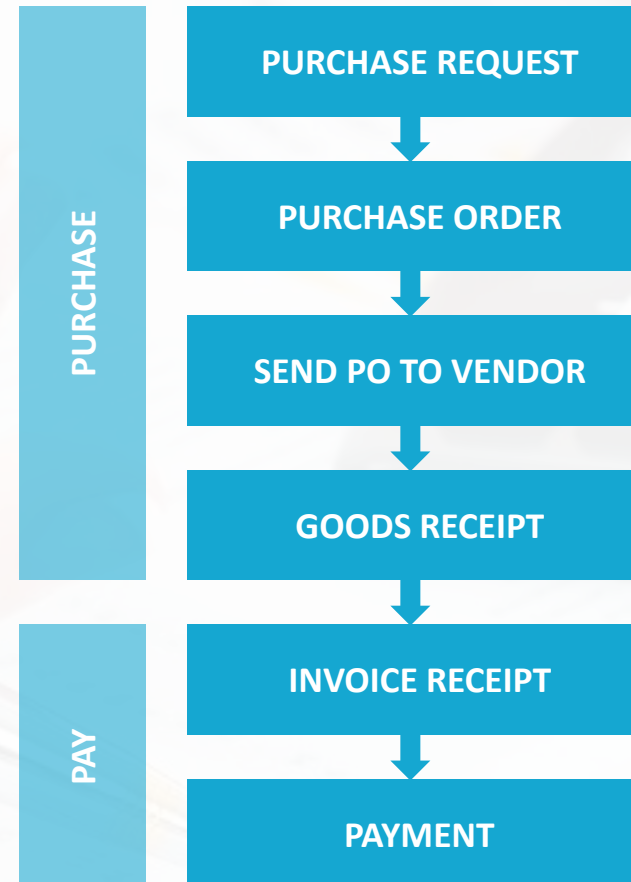 PURCHASE
PURCHASE REQUEST
PURCHASE ORDER
SEND PO TO VENDOR
GOODS RECEIPT
PAY
INVOICE RECEIPT
PAYMENT